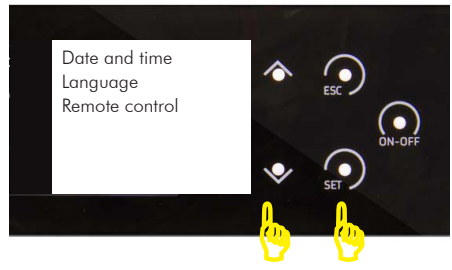 Date and time
Language
Remote control
ESC
ON-OFF
SET